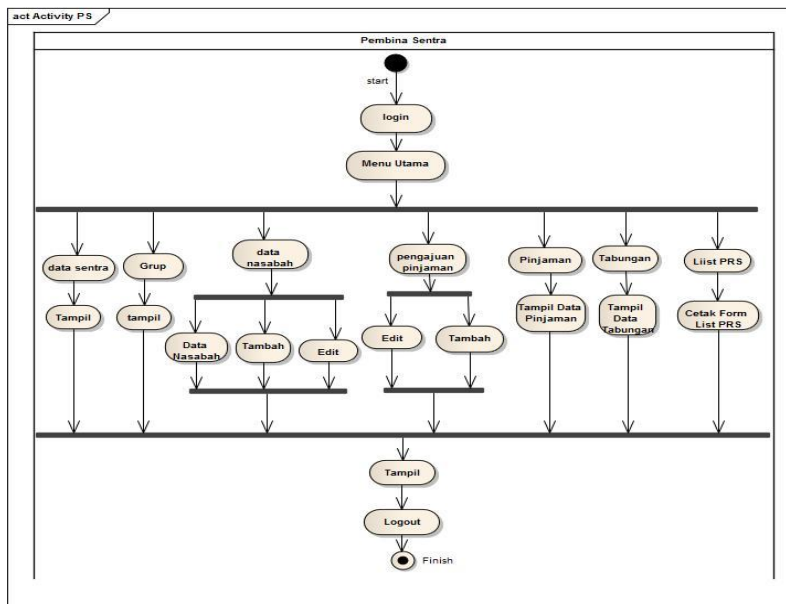 act Activity PS
Pembina Sentra
start
login
Menu Utama
data sentra
Tampil
Grup
tampil
data
nasabah
Data
Nasabah
Tambah
Edit
pengajuan
pinjaman
Edit
Tambah
Pinjaman
Tampil Data
Pinjaman
Tabungan
Tampil
Data
Tabungan
Liist PRS
Cetak Form
List PRS
Tampil
Logout
Finish